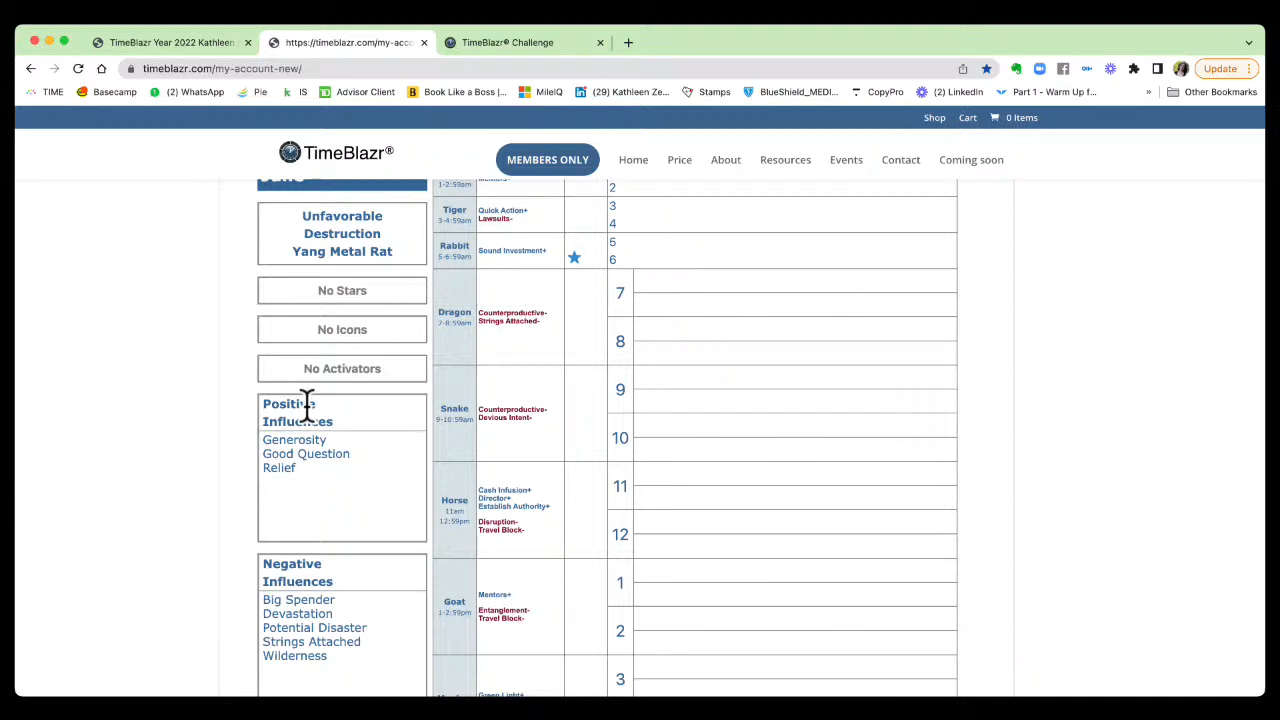 TimeBlazr Year 2022 Kathleen
https://timeblazr.com/my-acco
TimeBlazr® Challenge
timeblazr.com/my-account-new/
Update
TIME
Basecamp
(2) WhatsApp
Pie
IS
Advisor Client
Book Like a Boss |...
MileIQ
(29) Kathleen Ze...
Stamps
BlueShield_MEDI...
CopyPro
(2) LinkedIn
Part 1 - Warm Up f...
»
Other Bookmarks
Shop
Cart
0 Items
TimeBlazr®
MEMBERS ONLY
Home
Price
About
Resources
Events
Contact
Coming soon
Unfavorable
Destruction
Yang Metal Rat
No Stars
No Icons
No Activators
Positive
Influences
Generosity
Good Question
Relief
Negative
Influences
Big Spender
Devastation
Potential Disaster
Strings Attached
Wilderness
1-2:59am
2
Tiger
3-4:59am
Quick Action+
Lawsuits-
3
4
Rabbit
5-6:59am
Sound Investment+
5
6
Dragon
7-8:59am
Counterproductive-
Strings Attached-
7
8
Snake
9-10:59am
Counterproductive-
Devious Intent-
9
10
Horse
11am
12:59pm
Cash Infusion+
Director+
Establish Authority+
Disruption-
Travel Block-
11
12
Goat
1-2:59pm
Mentors+
Entanglement-
Travel Block-
1
2
Green Light+
3